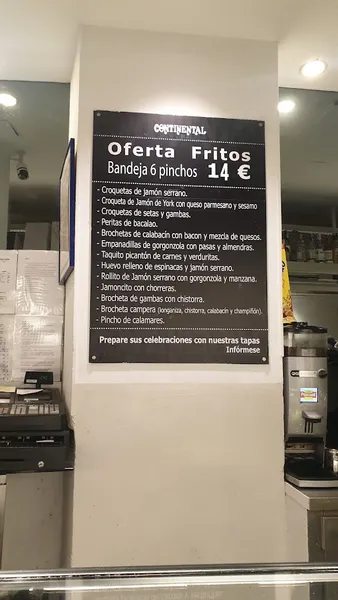 CONTINENTAL
Oferta Fritos
Bandeja 6 pinchos 14 €
- Croquetas de jamón serrano.
- Croqueta de Jamón de York con queso parmesano y sesamo
- Croquetas de setas y gambas.
- Peritas de bacalao.
- Brochetas de calabacín con bacon y mezcla de quesos.
- Empanadillas de gorgonzola con pasas y almendras.
- Taquito picantón de carnes y verduritas.
- Huevo relleno de espinacas y jamón serrano.
- Rollito de Jamón serrano con gorgonzola y manzana.
- Jamoncito con chorreras.
- Brocheta de gambas con chistorra.
- Brocheta campera (longaniza, chistorra, calabacín y champiñón).
- Pincho de calamares.
Prepare sus celebraciones con nuestras tapas
Infórmese